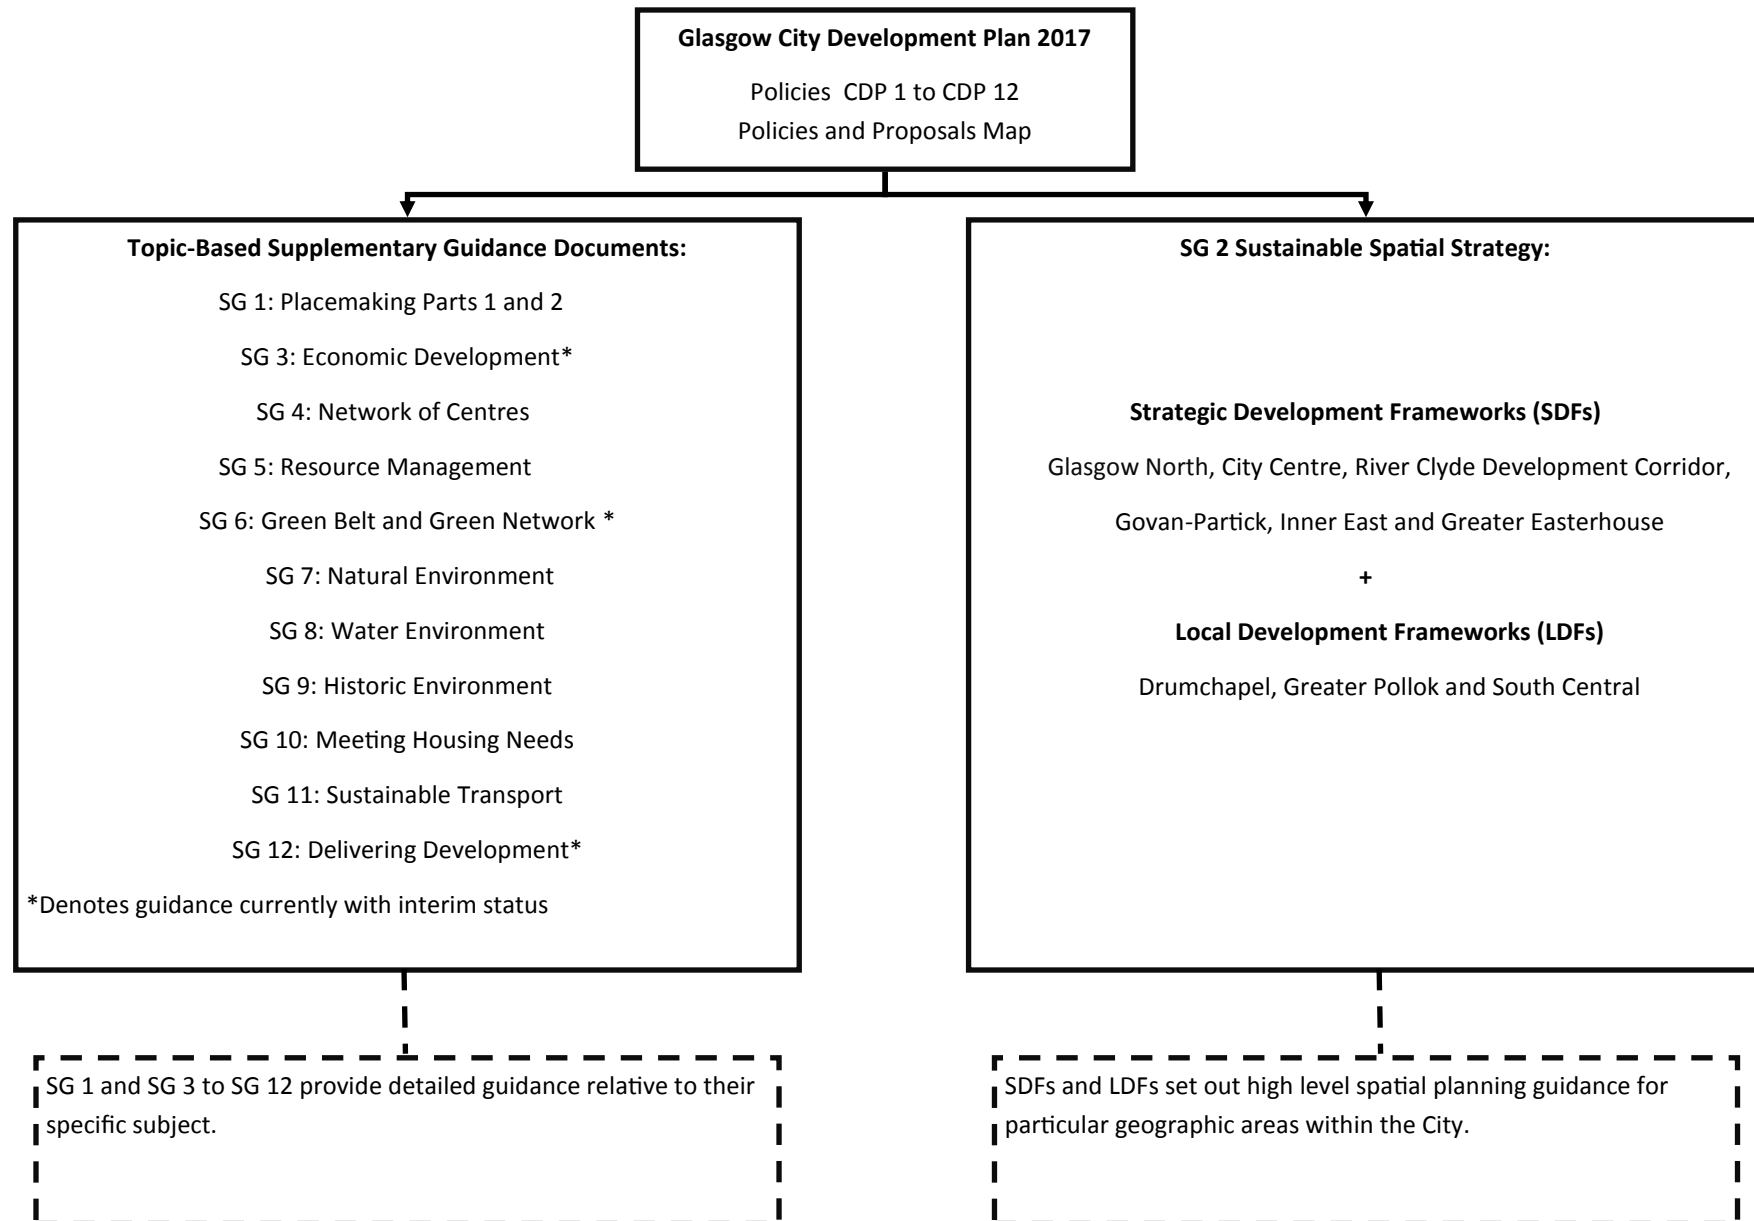 Glasgow City Development Plan 2017
Policies CDP 1 to CDP 12
Policies and Proposals Map
Topic-Based Supplementary Guidance Documents:
SG 1: Placemaking Parts 1 and 2
SG 3: Economic Development*
SG 4: Network of Centres
SG 5: Resource Management
SG 6: Green Belt and Green Network *
SG 7: Natural Environment
SG 8: Water Environment
SG 9: Historic Environment
SG 10: Meeting Housing Needs
SG 11: Sustainable Transport
SG 12: Delivering Development*
*Denotes guidance currently with interim status
SG 2 Sustainable Spatial Strategy:
Strategic Development Frameworks (SDFs)
Glasgow North, City Centre, River Clyde Development Corridor,
Govan-Partick, Inner East and Greater Easterhouse
+
Local Development Frameworks (LDFs)
Drumchapel, Greater Pollok and South Central
SG 1 and SG 3 to SG 12 provide detailed guidance relative to their
specific subject.
SDFs and LDFs set out high level spatial planning guidance for
particular geographic areas within the City.